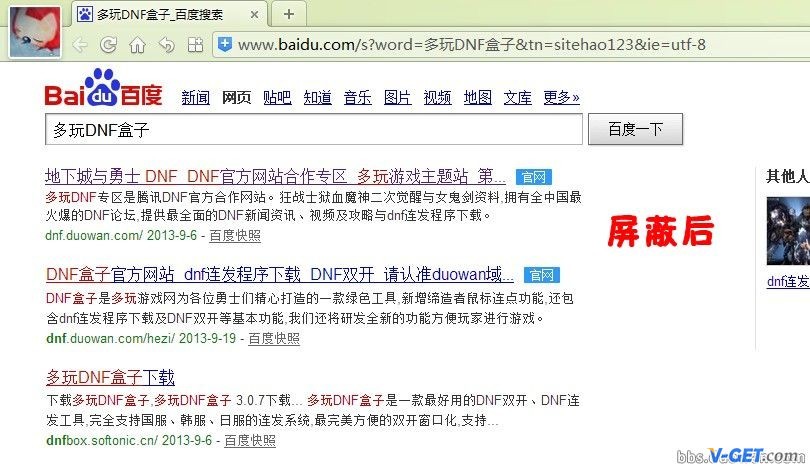 多玩DNF盒子_百度搜索
www.baidu.com/s?word=多玩DNF盒子&tn=sitehao123&ie=utf-8
Bai du 百度 新闻 网页 贴吧 知道 音乐 图片 视频 地图 文库 更多»
多玩DNF盒子 百度一下
地下城与勇士 DNF_DNF官方网站合作专区_多玩游戏主题站_第... 官网
多玩DNF专区是腾讯DNF官方合作网站。狂战士狱血魔神二次觉醒与女鬼剑资料,拥有全中国最
火爆的DNF论坛,提供最全面的DNF新闻资讯、视频及攻略与dnf连发程序下载。
dnf.duowan.com/ 2013-9-6 - 百度快照
DNF盒子官方网站_dnf连发程序下载_DNF双开_请认准duowan域... 官网
DNF盒子是多玩游戏网为各位勇士们精心打造的一款绿色工具,新增缔造者鼠标连点功能,还包
含dnf连发程序下载及DNF双开等基本功能,我们还将研发全新的功能方便玩家进行游戏。
dnf.duowan.com/hezi/ 2013-9-19 - 百度快照
多玩DNF盒子下载
下载多玩DNF盒子,多玩DNF盒子 3.0.7下载... 多玩DNF盒子是一款最好用的DNF双开、DNF连
发工具,完全支持国服、韩服、日服的连发系统,最完美方便的双开窗口化,支持...
dnfbox.softonic.cn/ 2013-9-6 - 百度快照
屏蔽后
其他人
dnf连发
V-GET.com